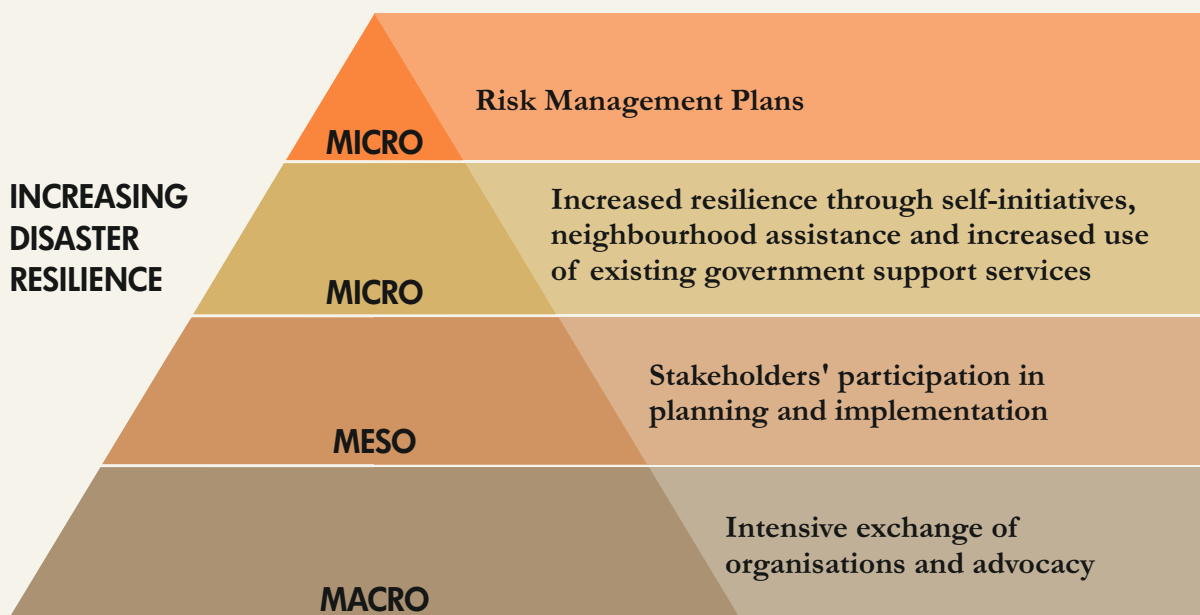 Risk Management Plans
MICRO
INCREASING
DISASTER
RESILIENCE
Increased resilience through self-initiatives,
neighbourhood assistance and increased use
of existing government support services
MICRO
Stakeholders' participation in
planning and implementation
MESO
Intensive exchange of
organisations and advocacy
MACRO